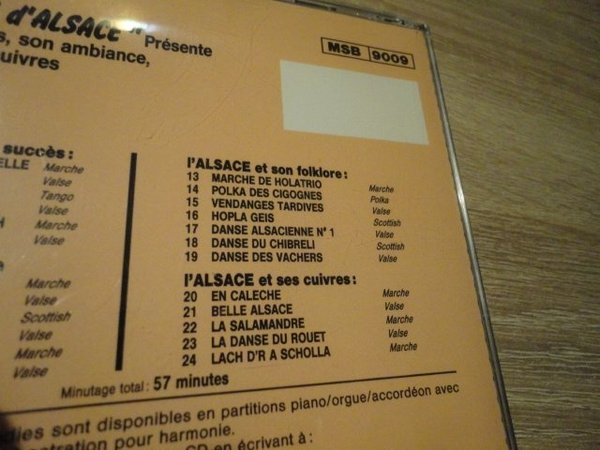 d'ALSACE" Présente
son ambiance,
uivres
MSB 9009
succès :
ELLE Marche
Valse
Tango
Valse
Marche
Valse
Marche
Valse
Scottish
Valse
Marche
Valse
l'ALSACE et son folklore :
13 MARCHE DE HOLATRIO Marche
14 POLKA DES CIGOGNES Polka
15 VENDANGES TARDIVES Valse
16 HOPLA GEIS Scottish
17 DANSE ALSACIENNE N° 1 Valse
18 DANSE DU CHIBRELI Scottish
19 DANSE DES VACHERS Valse
l'ALSACE et ses cuivres :
20 EN CALECHE Marche
21 BELLE ALSACE Valse
22 LA SALAMANDRE Marche
23 LA DANSE DU ROUET Valse
24 LACH D'R A SCHOLLA Marche
Minutage total : 57 minutes
dies sont disponibles en partitions piano/orgue/accordéon avec
stration pour harmonie.
CD en écrivant à :